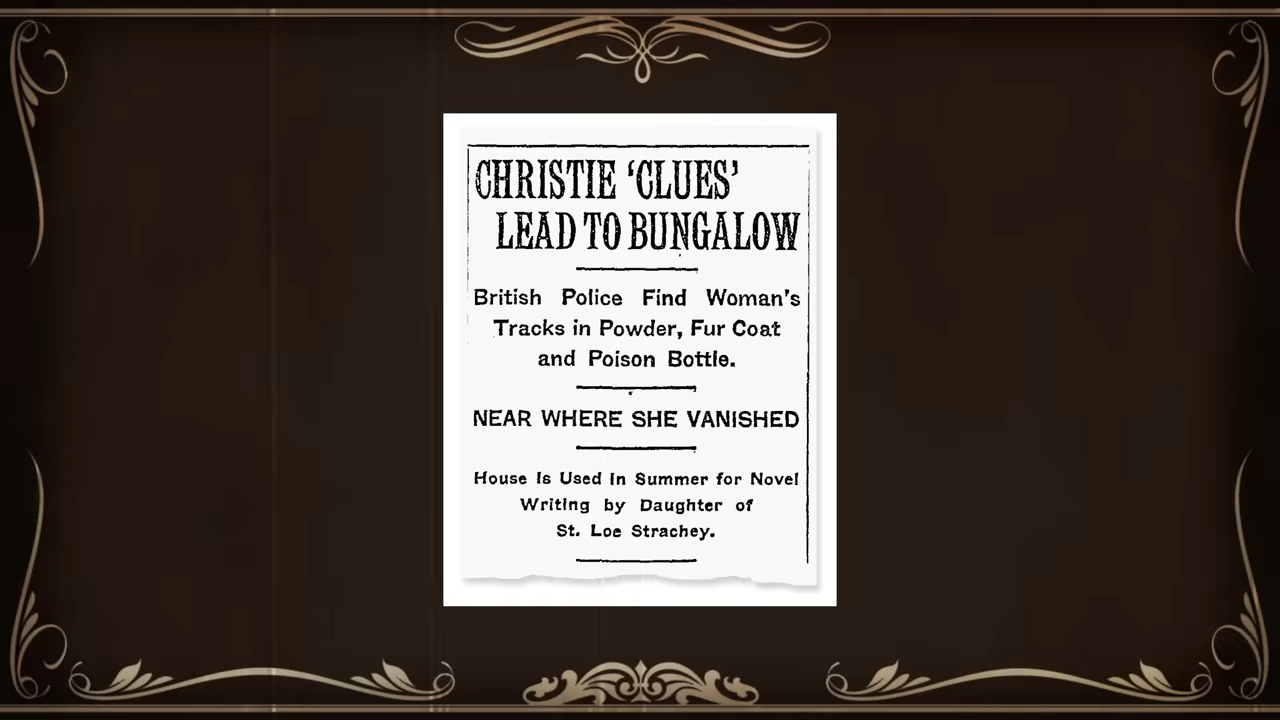 CHRISTIE 'CLUES'
LEAD TO BUNGALOW
British Police Find Woman's
Tracks in Powder, Fur Coat
and Poison Bottle.
NEAR WHERE SHE VANISHED
House Is Used In Summer for Novel
Writing by Daughter of
St. Loe Strachey.